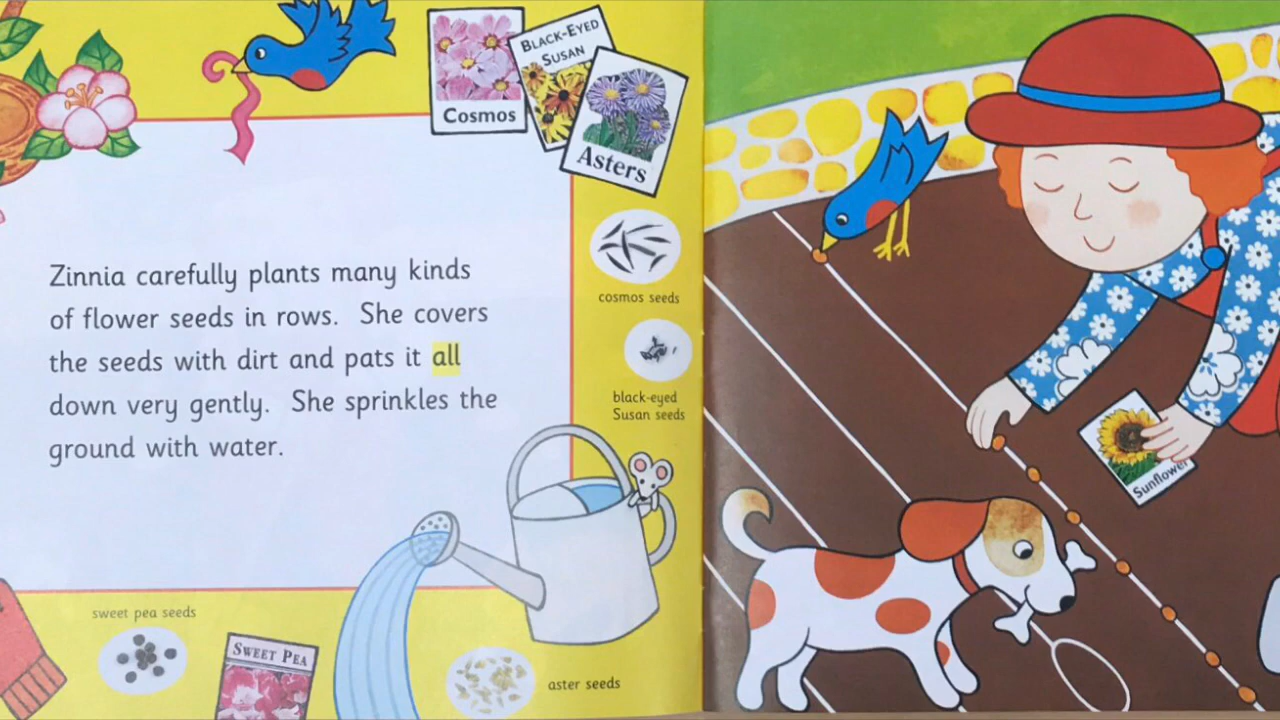 Cosmos
BLACK-EYED
SUSAN
Asters
Zinnia carefully plants many kinds
of flower seeds in rows. She covers
the seeds with dirt and pats it all
down very gently. She sprinkles the
ground with water.
cosmos seeds
black-eyed
Susan seeds
sweet pea seeds
SWEET PEA
aster seeds
Sunflower